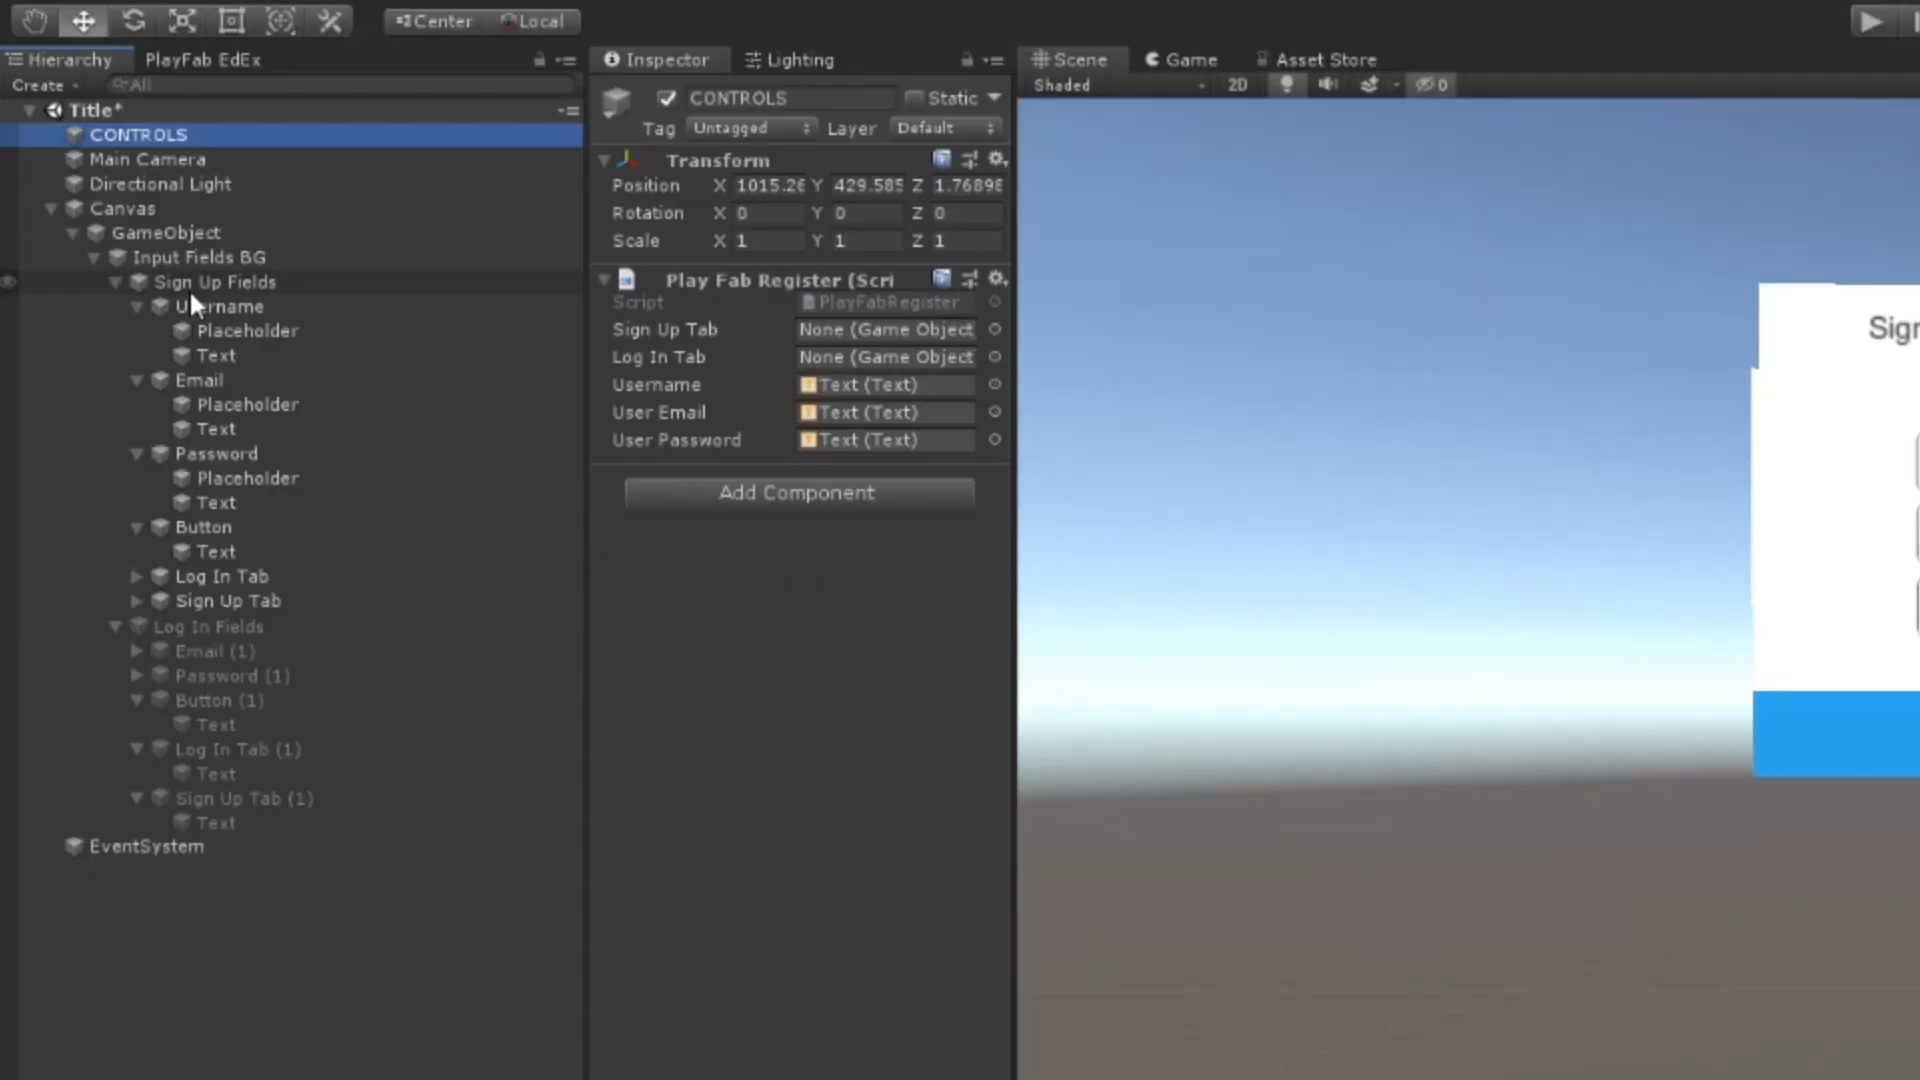 Center Local
Hierarchy PlayFab EdEx
Create All
Title*
CONTROLS
Main Camera
Directional Light
Canvas
GameObject
Input Fields BG
Sign Up Fields
Username
Placeholder
Text
Email
Placeholder
Text
Password
Placeholder
Text
Button
Text
Log In Tab
Sign Up Tab
Log In Fields
Email (1)
Password (1)
Button (1)
Text
Log In Tab (1)
Text
Sign Up Tab (1)
Text
EventSystem
Inspector Lighting
CONTROLS Static
Tag Untagged Layer Default
Transform
Position X 1015.26 Y 429.585 Z 1.76898
Rotation X 0 Y 0 Z 0
Scale X 1 Y 1 Z 1
Play Fab Register (Scri
Script PlayFabRegister
Sign Up Tab None (Game Object
Log In Tab None (Game Object
Username Text (Text)
User Email Text (Text)
User Password Text (Text)
Add Component
Scene Game Asset Store
Shaded 2D 0
Sign